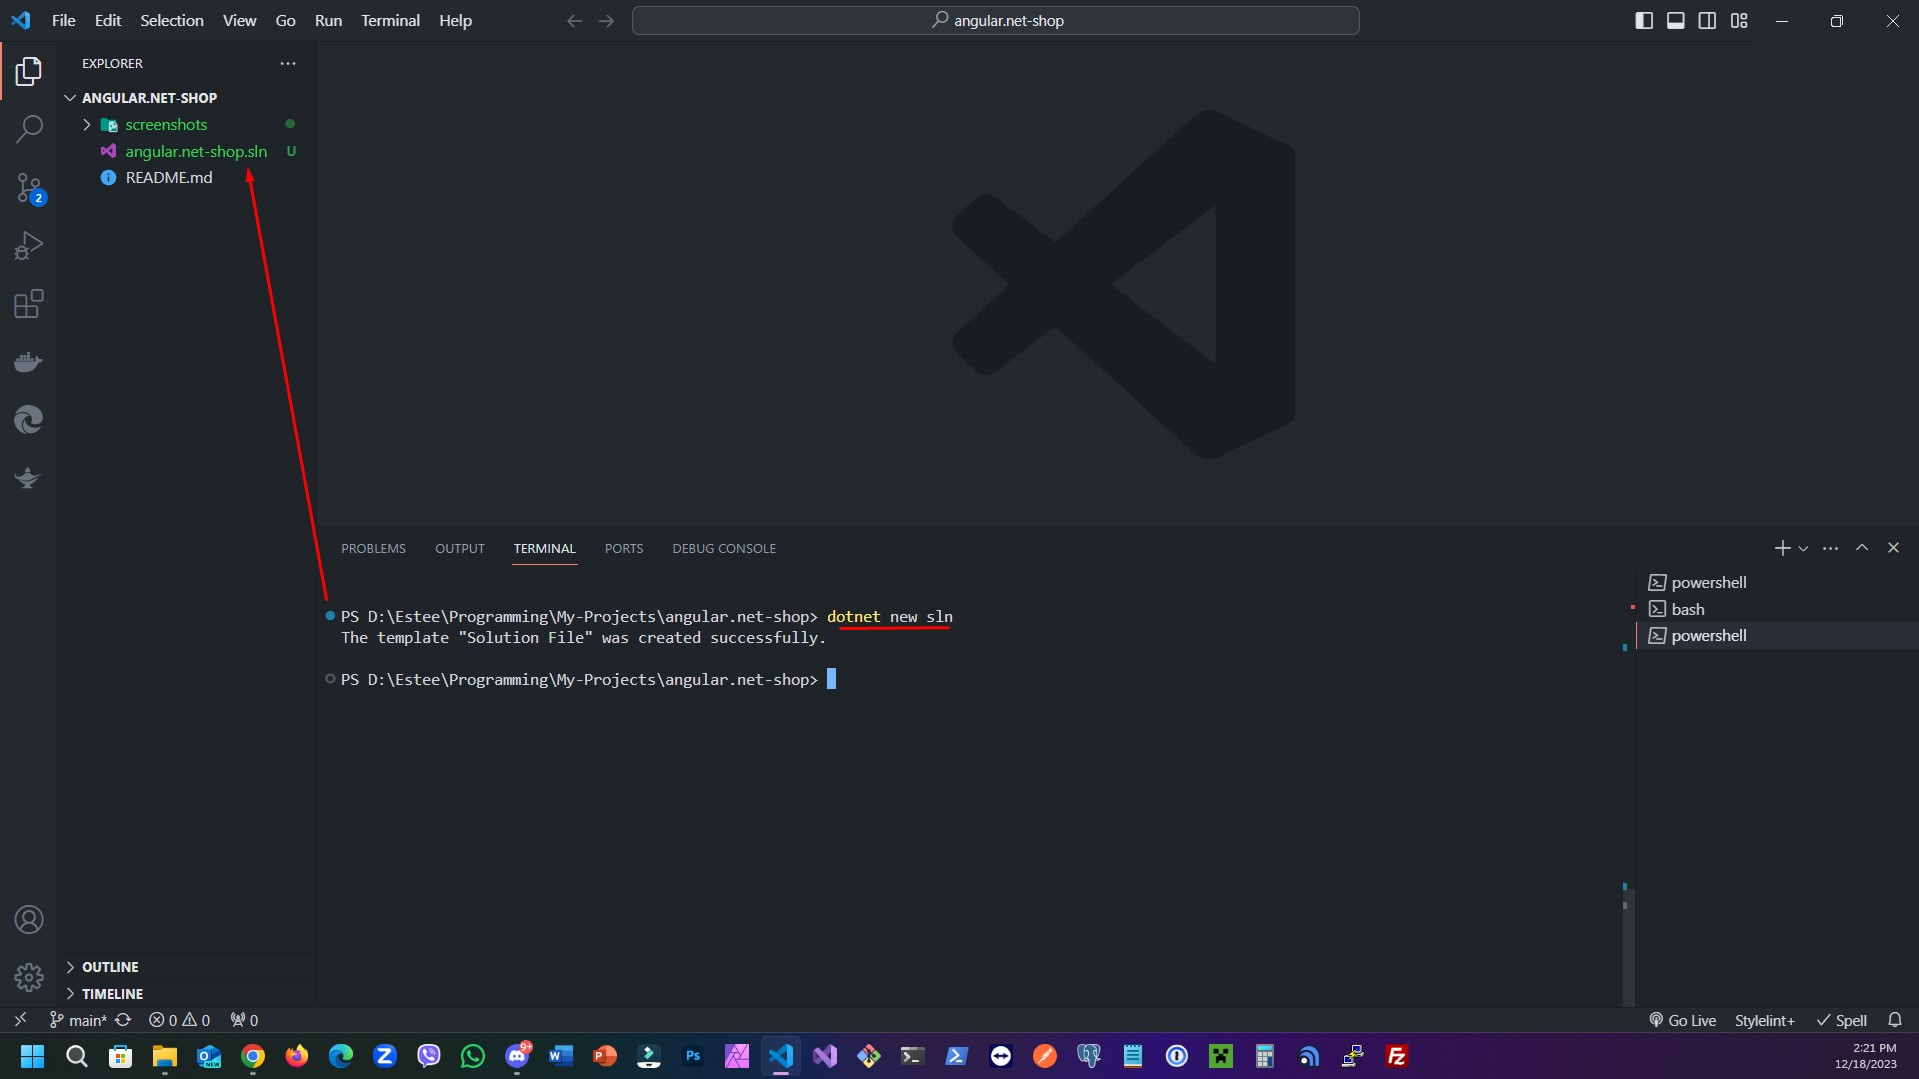 File Edit Selection View Go Run Terminal Help
angular.net-shop
EXPLORER
ANGULAR.NET-SHOP
screenshots
angular.net-shop.sln U
README.md
2
PROBLEMS OUTPUT TERMINAL PORTS DEBUG CONSOLE
PS D:\Estee\Programming\My-Projects\angular.net-shop> dotnet new sln
The template "Solution File" was created successfully.
PS D:\Estee\Programming\My-Projects\angular.net-shop>
powershell
bash
powershell
OUTLINE
TIMELINE
main* 0 0 0
Go Live Stylelint+ Spell
9+
Ps
Fz
2:21 PM
12/18/2023